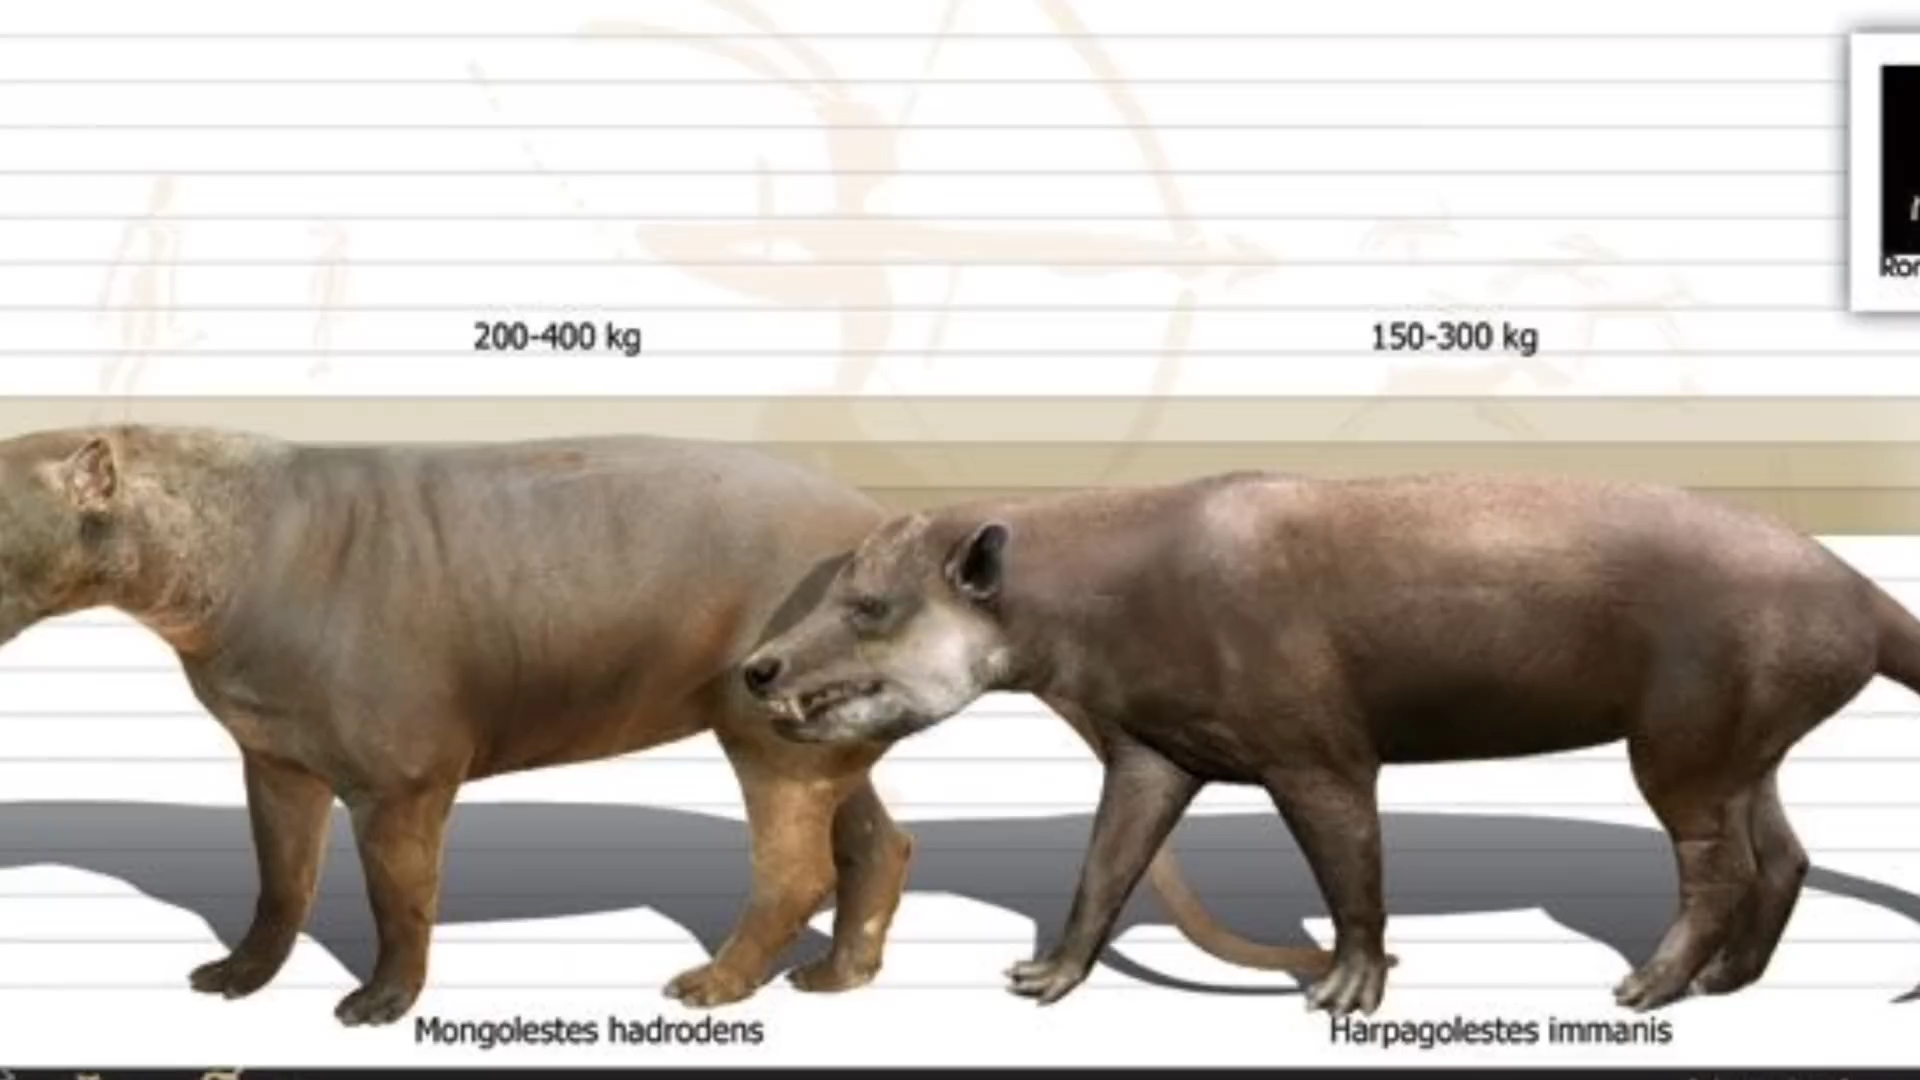 200-400 kg
150-300 kg
Mongolestes hadrodens
Harpagolestes immanis